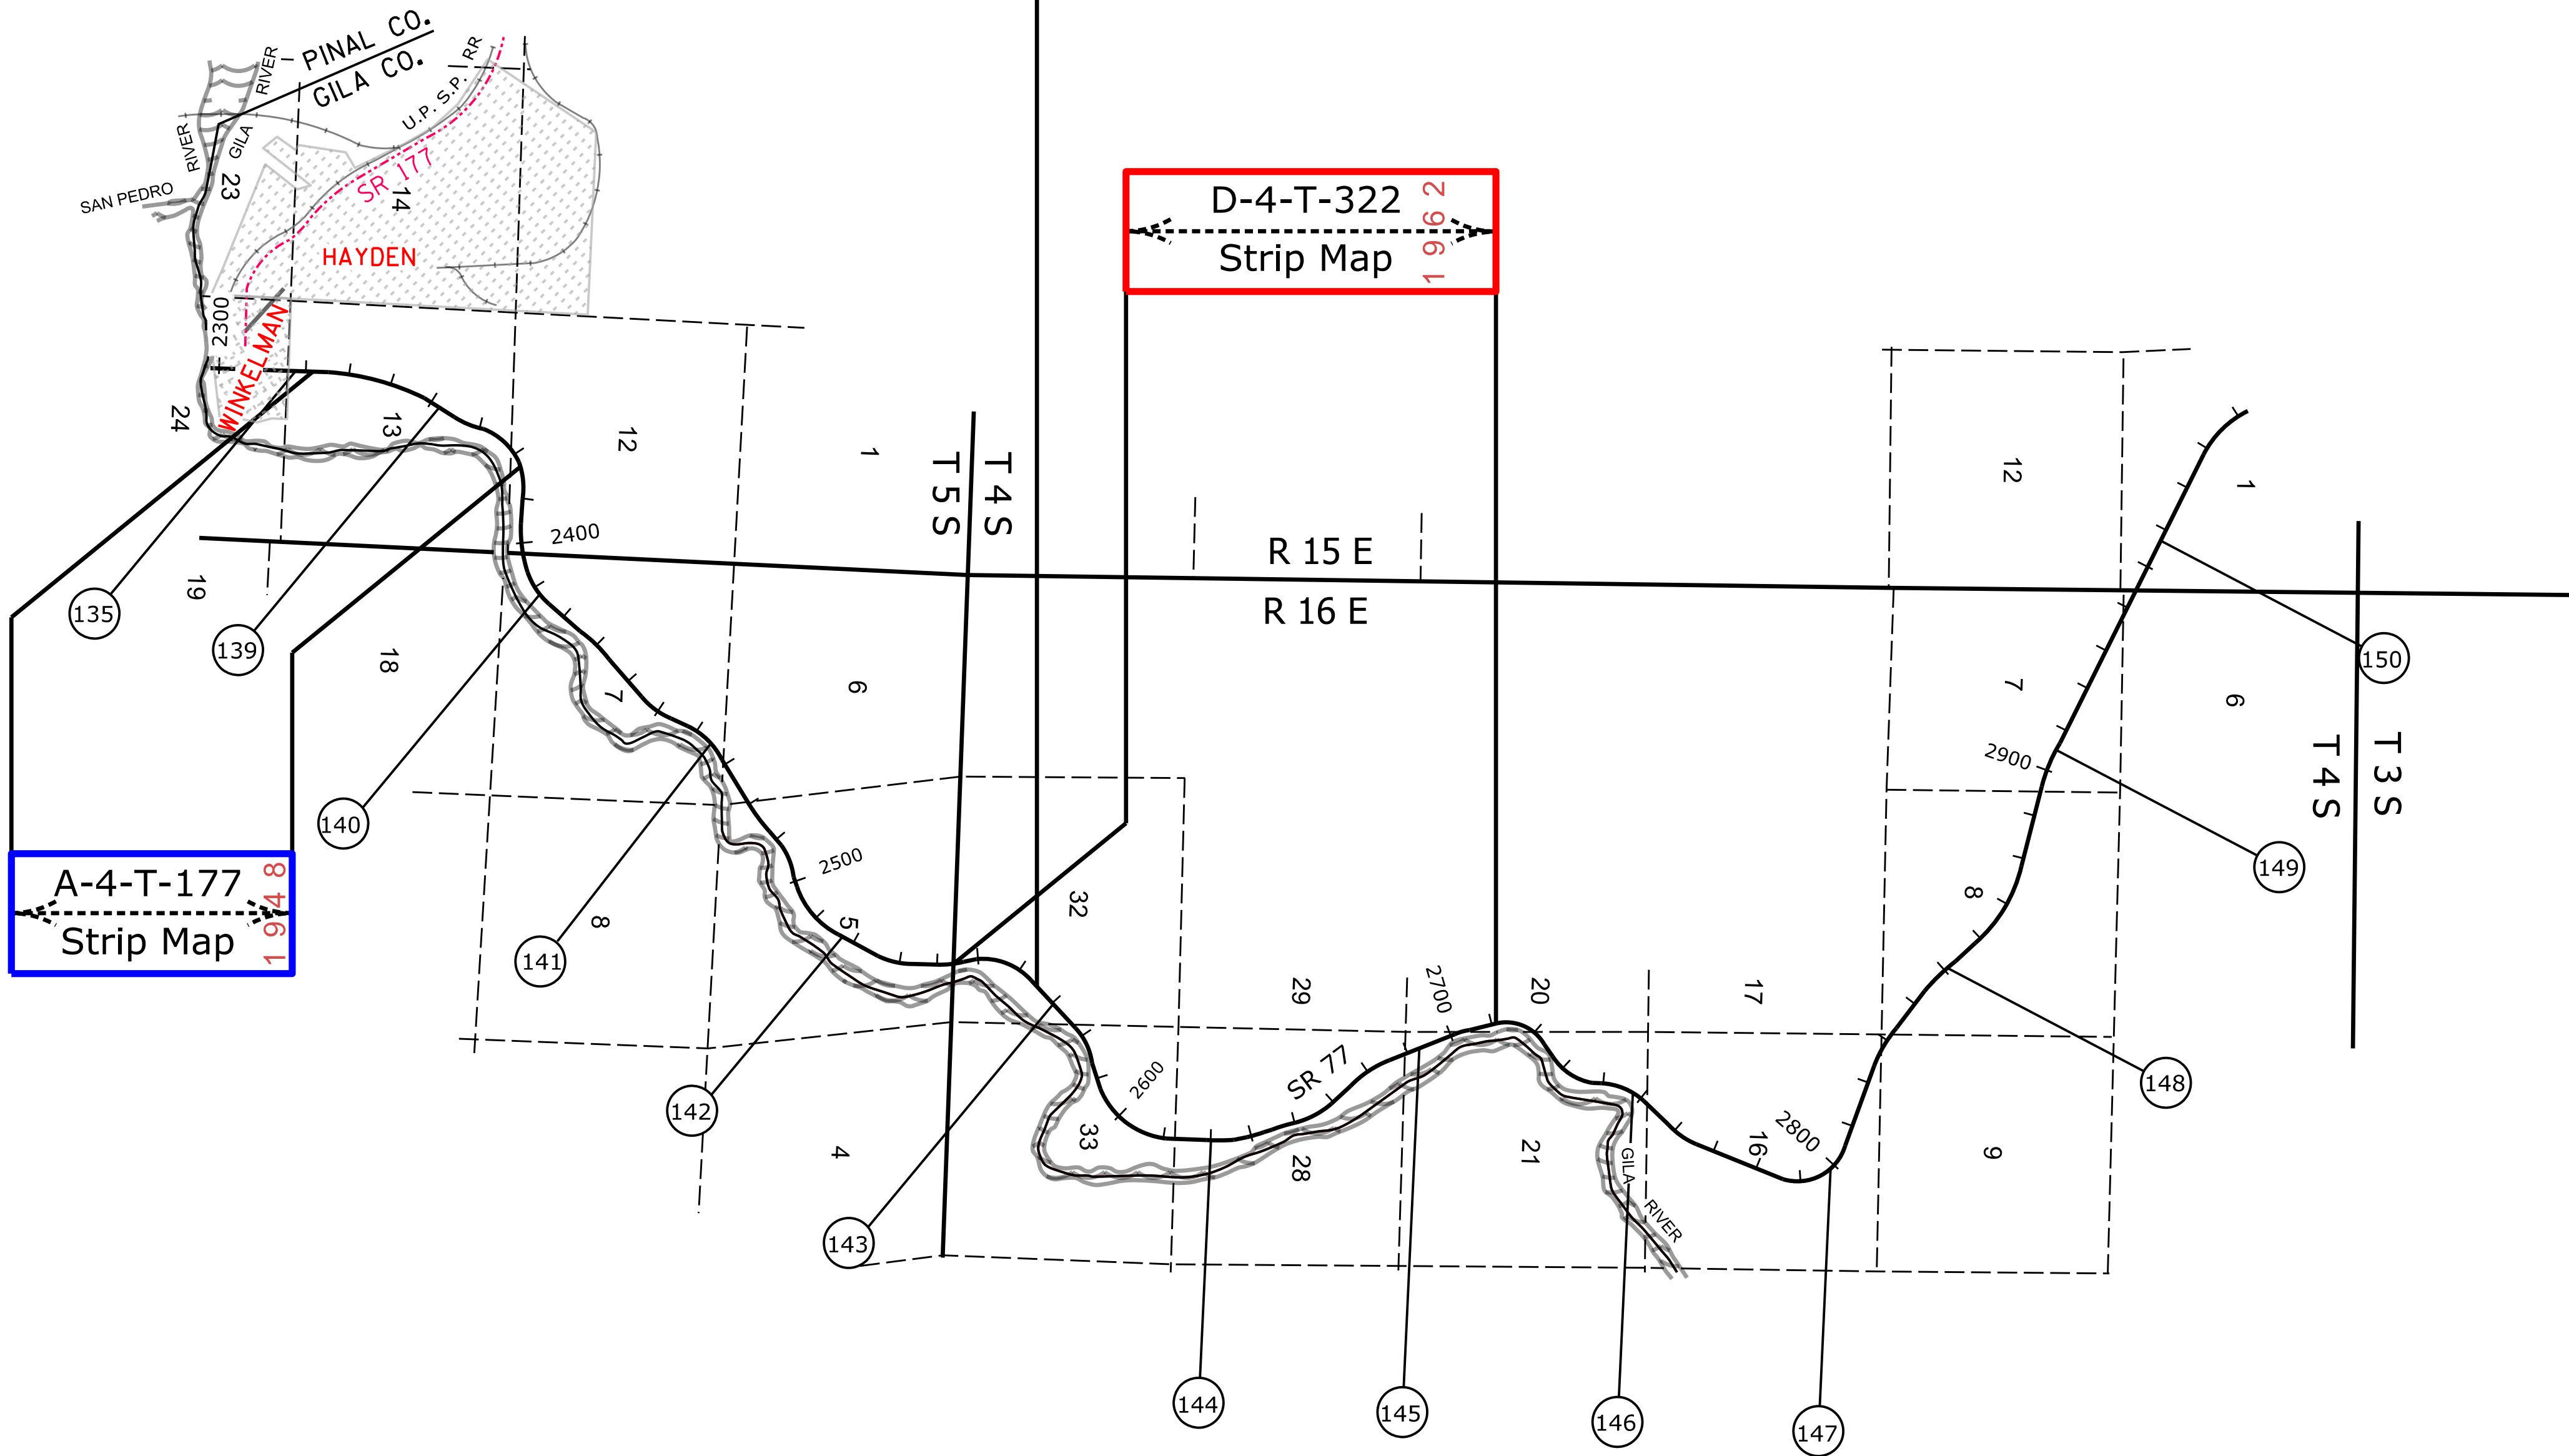 PINAL CO.
GILA CO.
RIVER
GILA
RIVER
SAN PEDRO
U.P. S.P. RR
SR 177
23
14
HAYDEN
2300
WINKELMAN
24
13
12
1
T 5 S
T 4 S
2400
19
18
7
6
135
139
140
141
142
143
8
5
2500
4
A-4-T-177
Strip Map
1948
D-4-T-322
Strip Map
1962
R 15 E
R 16 E
32
33
2600
29
28
SR 77
2700
20
21
GILA
RIVER
17
16
2800
144
145
146
147
148
149
150
12
1
7
6
2900
8
9
T 4 S
T 3 S